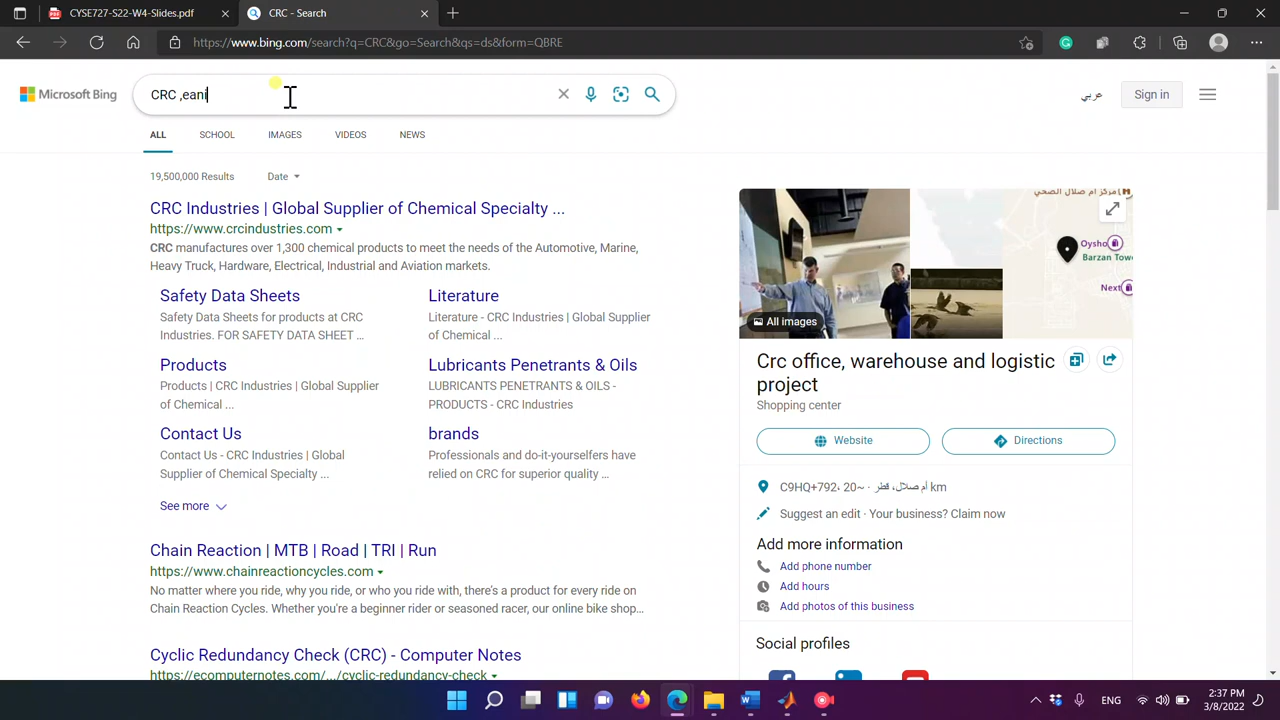 CYSE727-S22-W4-Slides.pdf
CRC - Search
https://www.bing.com/search?q=CRC&go=Search&qs=ds&form=QBRE
Microsoft Bing
CRC ,eani
عربي
Sign in
ALL
SCHOOL
IMAGES
VIDEOS
NEWS
19,500,000 Results
Date
CRC Industries | Global Supplier of Chemical Specialty ...
https://www.crcindustries.com
CRC manufactures over 1,300 chemical products to meet the needs of the Automotive, Marine,
Heavy Truck, Hardware, Electrical, Industrial and Aviation markets.
Safety Data Sheets
Safety Data Sheets for products at CRC
Industries. FOR SAFETY DATA SHEET ...
Literature
Literature - CRC Industries | Global Supplier
of Chemical ...
Products
Products | CRC Industries | Global Supplier
of Chemical ...
Lubricants Penetrants & Oils
LUBRICANTS PENETRANTS & OILS -
PRODUCTS - CRC Industries
Contact Us
Contact Us - CRC Industries | Global
Supplier of Chemical Specialty ...
brands
Professionals and do-it-yourselfers have
relied on CRC for superior quality ...
See more
Chain Reaction | MTB | Road | TRI | Run
https://www.chainreactioncycles.com
No matter where you ride, why you ride, or who you ride with, there's a product for every ride on
Chain Reaction Cycles. Whether you're a beginner rider or seasoned racer, our online bike shop...
Cyclic Redundancy Check (CRC) - Computer Notes
https://ecomputernotes.com/.../cyclic-redundancy-check
مركز أم صلال الصحي
Oysho
Barzan Tow
Next
All images
Crc office, warehouse and logistic
project
Shopping center
Website
Directions
C9HQ+792، أم صلال، قطر · ~20 km
Suggest an edit · Your business? Claim now
Add more information
Add phone number
Add hours
Add photos of this business
Social profiles
ENG
2:37 PM
3/8/2022